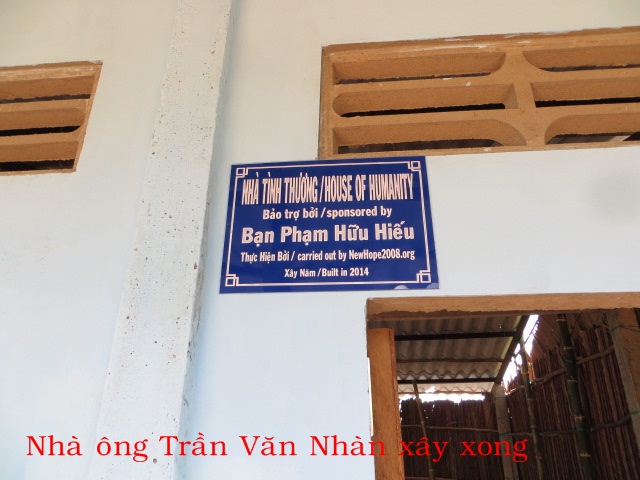 NHÀ TÌNH THƯƠNG / HOUSE OF HUMANITY
Bảo trợ bởi / sponsored by
Bạn Phạm Hữu Hiếu
Thực Hiện Bởi / carried out by NewHope2008.org
Xây Năm / Built in 2014
Nhà ông Trần Văn Nhàn xây xong